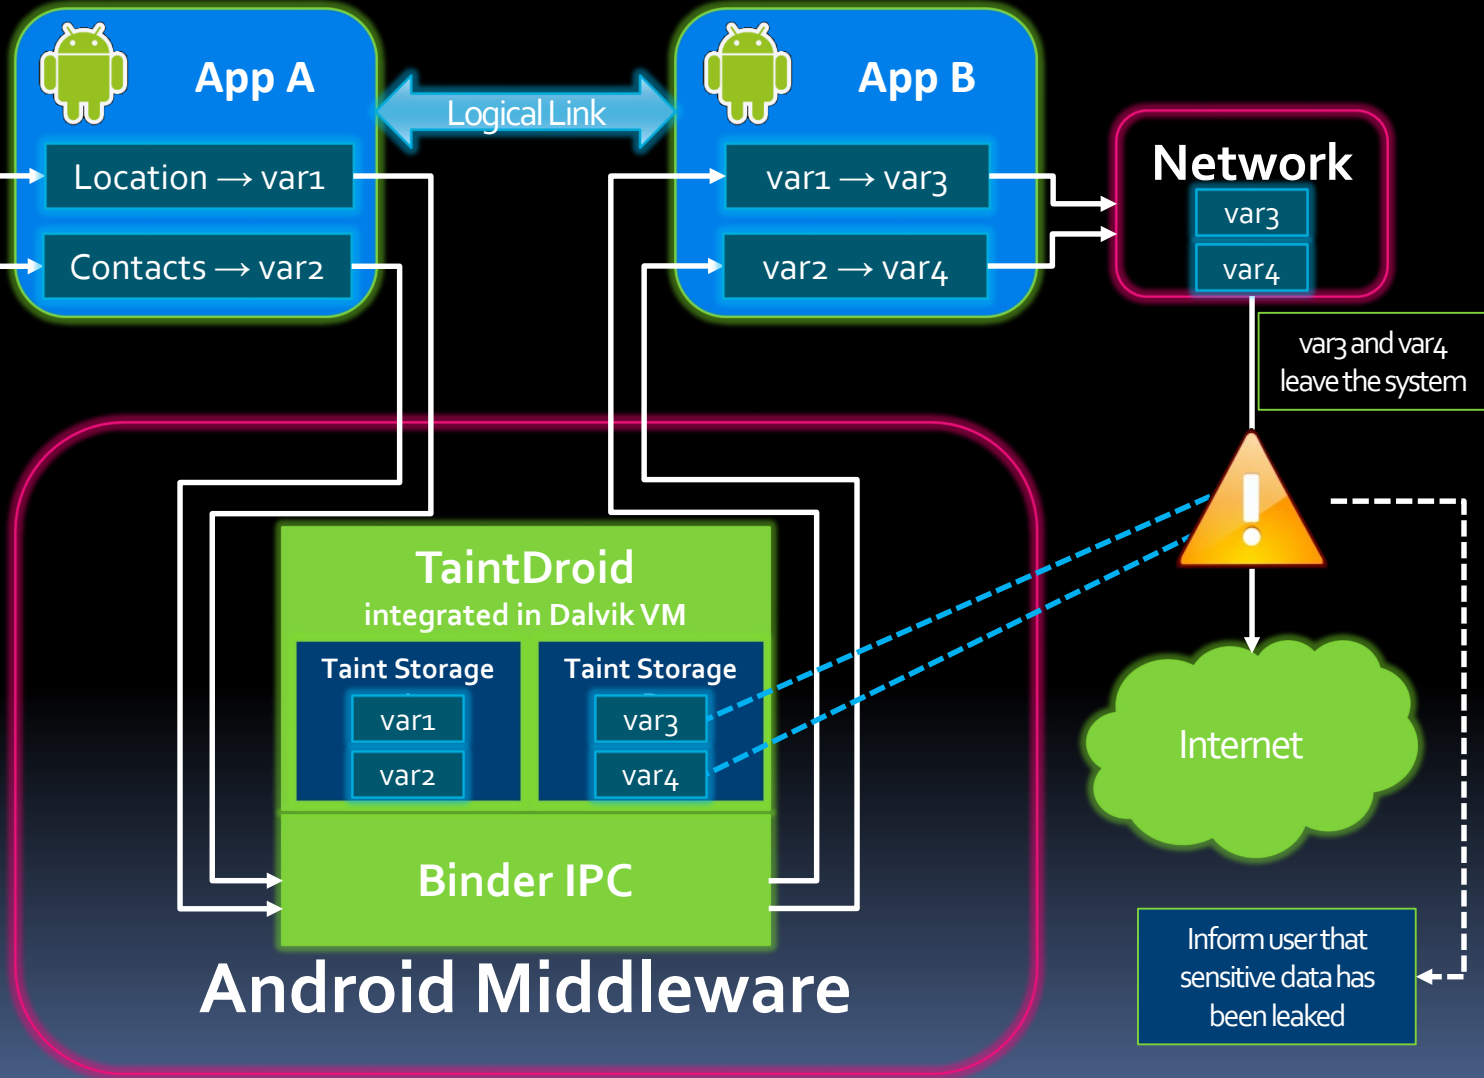 App A
Location → var1
Contacts → var2
Logical Link
App B
var1 → var3
var2 → var4
Network
var3
var4
var3 and var4
leave the system
TaintDroid
integrated in Dalvik VM
Taint Storage
var1
var2
Taint Storage
var3
var4
Binder IPC
Android Middleware
Internet
Inform user that
sensitive data has
been leaked